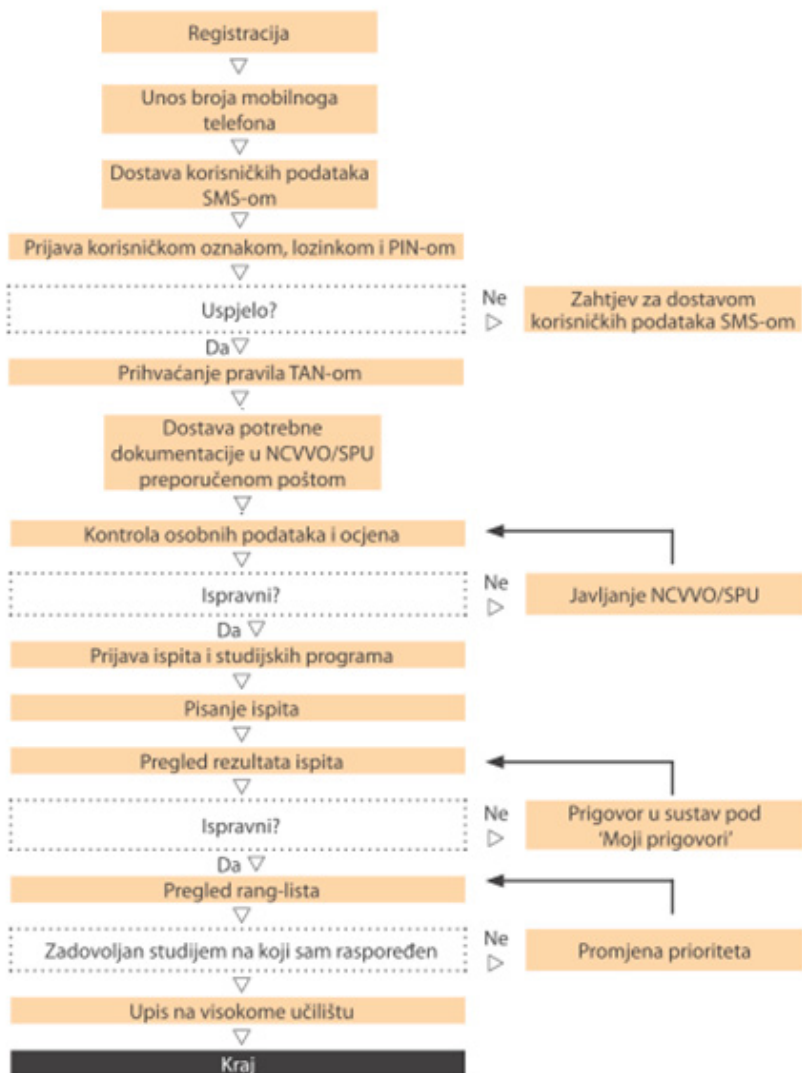 Registracija
Unos broja mobilnoga
telefona
Dostava korisničkih podataka
SMS-om
Prijava korisničkom oznakom, lozinkom i PIN-om
Uspjelo?
Ne
Zahtjev za dostavom
korisničkih podataka SMS-om
Da
Prihvaćanje pravila TAN-om
Dostava potrebne
dokumentacije u NCVVO/SPU
preporučenom poštom
Kontrola osobnih podataka i ocjena
Ispravni?
Ne
Javljanje NCVVO/SPU
Da
Prijava ispita i studijskih programa
Pisanje ispita
Pregled rezultata ispita
Ispravni?
Ne
Prigovor u sustav pod
'Moji prigovori'
Da
Pregled rang-lista
Zadovoljan studijem na koji sam raspoređen
Ne
Promjena prioriteta
Upis na visokome učilištu
Kraj